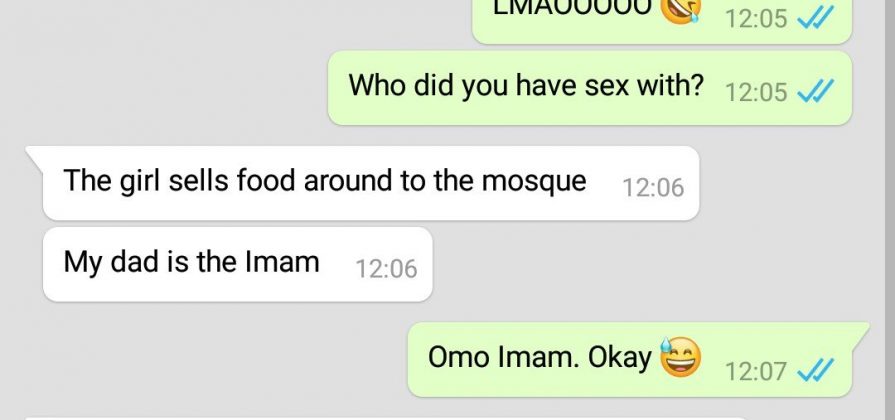 LMAOOOOO 🤣 12:05
Who did you have sex with? 12:05
The girl sells food around to the mosque 12:06
My dad is the Imam 12:06
Omo Imam. Okay 😅 12:07